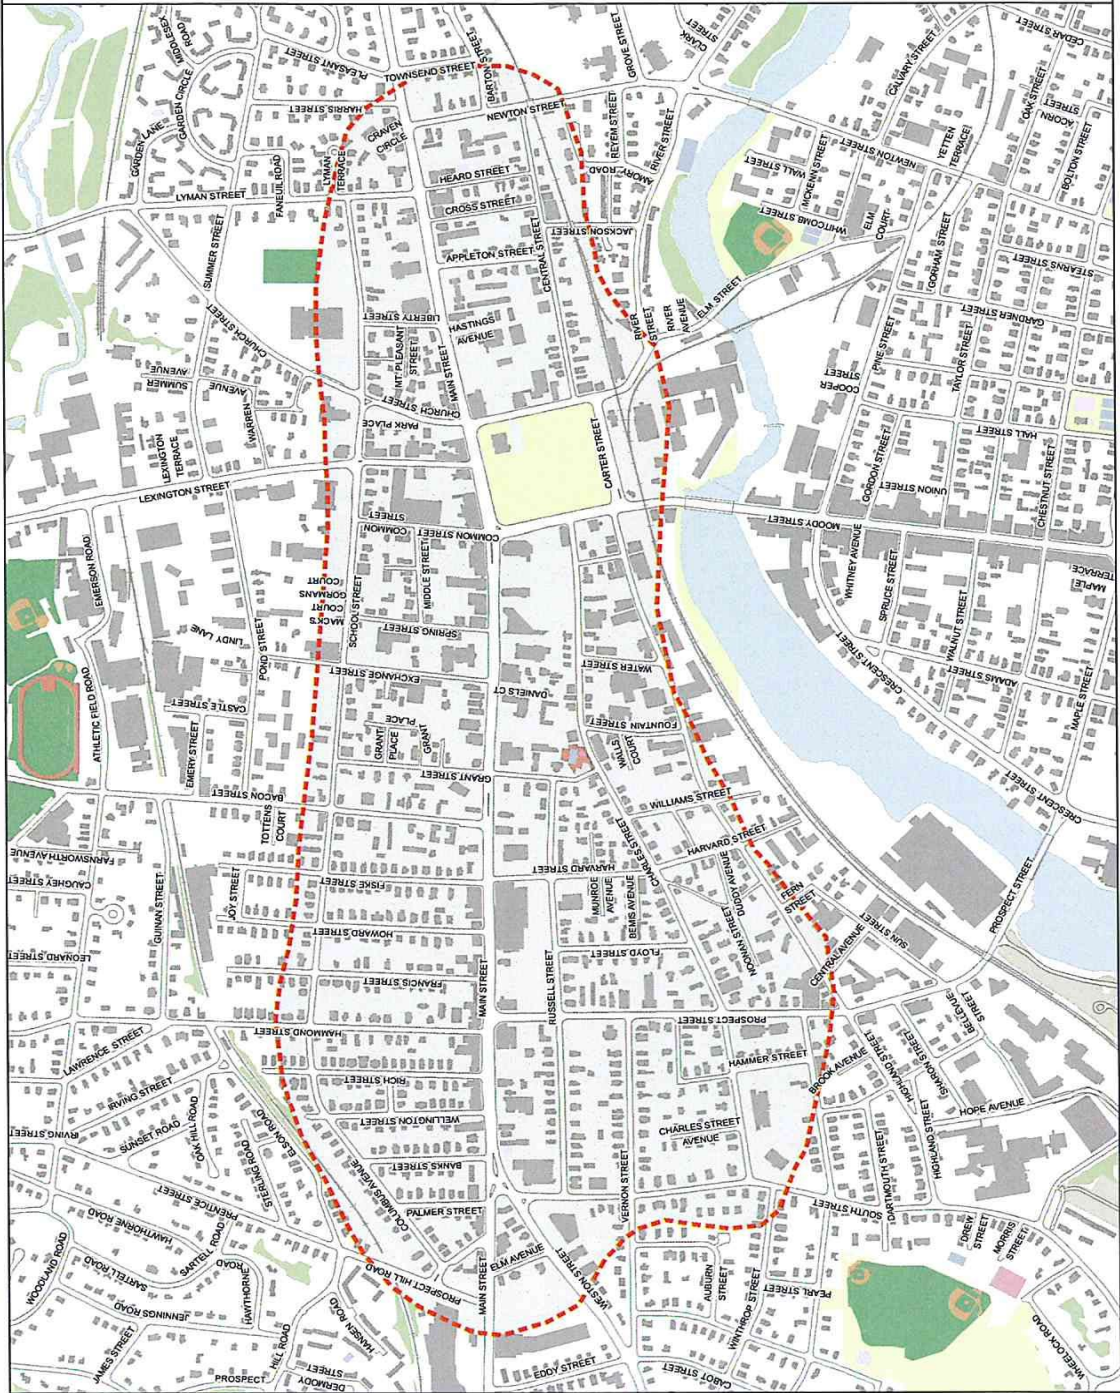 CEDAR STREET
CALVARY STREET
OAK STREET
ACORN
STREET
BOLTON STREET
YETTEN
TERRACE
NEWTON STREET
CLARK
STREET
GROVE STREET
BARTON STREET
TOWNSEND STREET
PLEASANT STREET
MIDDLESEX
ROAD
GARDEN CIRCLE
GARDEN LANE
HARRIS STREET
CRAVEN
CIRCLE
NEWTON STREET
REYEM STREET
RIVER STREET
AMORY ROAD
WALL STREET
MCKENN STREET
WHITCOMB STREET
ELM
COURT
LYMAN
TERRACE
HEARD STREET
FANEUIL ROAD
LYMAN STREET
CROSS STREET
JACKSON STREET
SUMMER STREET
APPLETON STREET
CENTRAL STREET
ELM STREET
GORHAM STREET
STEARNS STREET
GARDNER STREET
CHURCH STREET
LIBERTY STREET
HASTINGS
AVENUE
RIVER
STREET
RIVER
AVENUE
MT. PLEASANT
STREET
MAIN STREET
PINE STREET
COOPER
STREET
TAYLOR STREET
HALL STREET
SUMMER
AVENUE
WARREN
AVENUE
CHURCH STREET
PARK PLACE
CARTER STREET
LEXINGTON
TERRACE
LEXINGTON STREET
GORDON STREET
UNION STREET
CHESTNUT STREET
MOODY STREET
COMMON
STREET
COMMON STREET
MIDDLE STREET
WHITNEY AVENUE
SPRUCE STREET
MAPLE
TERRACE
EMERSON ROAD
GORMANS
COURT
MACK'S
COURT
SCHOOL STREET
SPRING STREET
WALNUT STREET
CRESCENT STREET
ADAMS STREET
MAPLE STREET
LINDY LANE
POND STREET
EXCHANGE STREET
DANIELS CT
WATER STREET
ATHLETIC FIELD ROAD
CASTLE STREET
EMERY STREET
GRANT
PLACE
GRANT
PLACE
FOUNTAIN STREET
WALLS
COURT
GRANT STREET
BACON STREET
TOTTENS
COURT
WILLIAMS STREET
CRESCENT STREET
CRESCENT STREET
FARNSWORTH AVENUE
CAUGHEY STREET
JOY STREET
FISKE STREET
HARVARD STREET
CHARLES STREET
HARVARD STREET
MUNROE
AVENUE
BEMIS AVENUE
DUDDY AVENUE
FERN
STREET
PROSPECT STREET
GUINAN STREET
LEONARD STREET
HOWARD STREET
FLOYD STREET
NOONAN STREET
CENTRAL AVENUE
SUN STREET
FRANCIS STREET
MAIN STREET
RUSSELL STREET
HAMMOND STREET
PROSPECT STREET
BELLEVUE
STREET
LAWRENCE STREET
IRVING STREET
IRVING STREET
SUNSET ROAD
OAK HILL ROAD
STERLING ROAD
ELSON ROAD
RICH STREET
WELLINGTON
STREET
HAMMER STREET
BROOK AVENUE
HIGHLAND STREET
SHARON STREET
HIGHLAND STREET
HOPE AVENUE
CHARLES STREET
AVENUE
DARTMOUTH STREET
BANKS STREET
COLUMBUS AVENUE
PALMER STREET
VERNON STREET
SOUTH STREET
DREW
STREET
MORRIS
STREET
PRENTICE STREET
HAWTHORNE ROAD
SARTELL ROAD
SARTELL ROAD
HAWTHORNE
ROAD
WOODLAND ROAD
JENNINGS ROAD
JAMES STREET
PROSPECT
HILL ROAD
HANSEN ROAD
DERMODY
STREET
PROSPECT HILL ROAD
MAIN STREET
ELM AVENUE
WESTON STREET
AUBURN
STREET
WINTHROP STREET
PEARL STREET
EDDY STREET
CABOT STREET
WHEELOCK ROAD